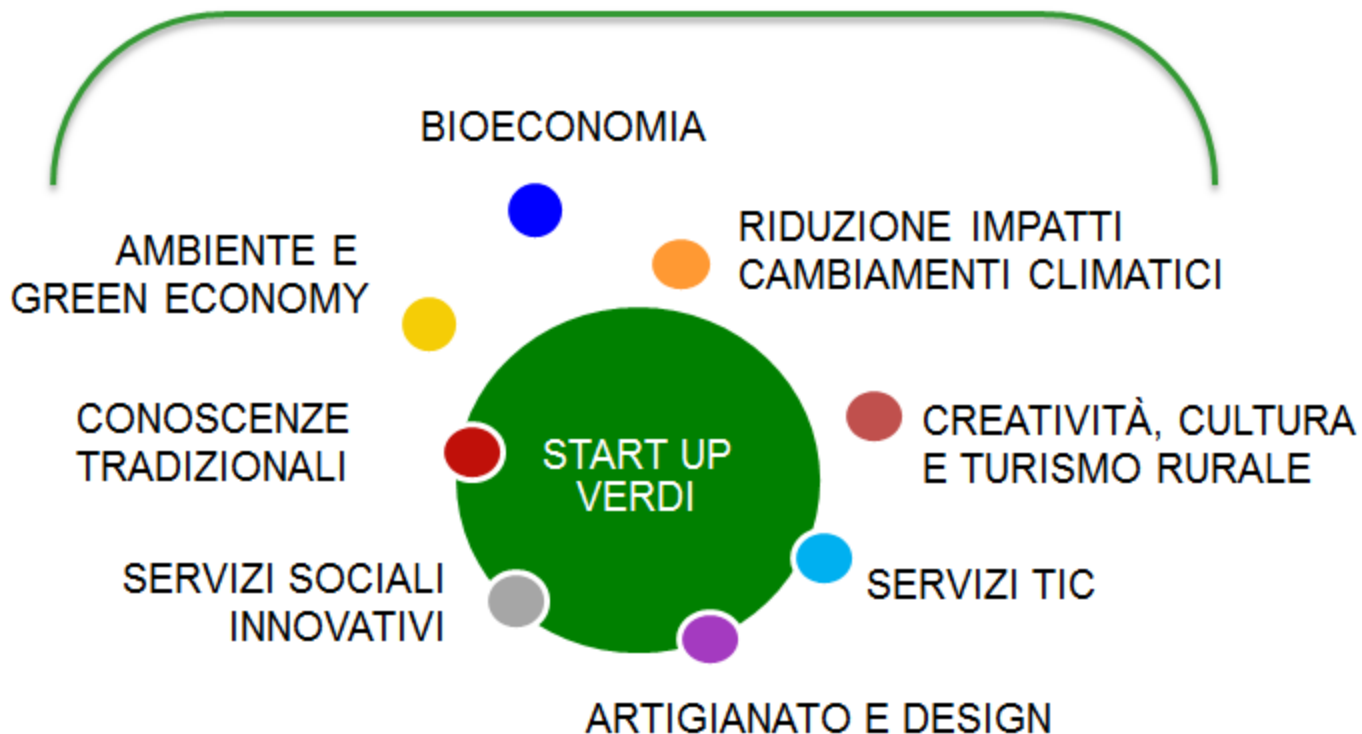 BIOECONOMIA
AMBIENTE E
GREEN ECONOMY
RIDUZIONE IMPATTI
CAMBIAMENTI CLIMATICI
CONOSCENZE
TRADIZIONALI
START UP
VERDI
CREATIVITÀ, CULTURA
E TURISMO RURALE
SERVIZI SOCIALI
INNOVATIVI
SERVIZI TIC
ARTIGIANATO E DESIGN